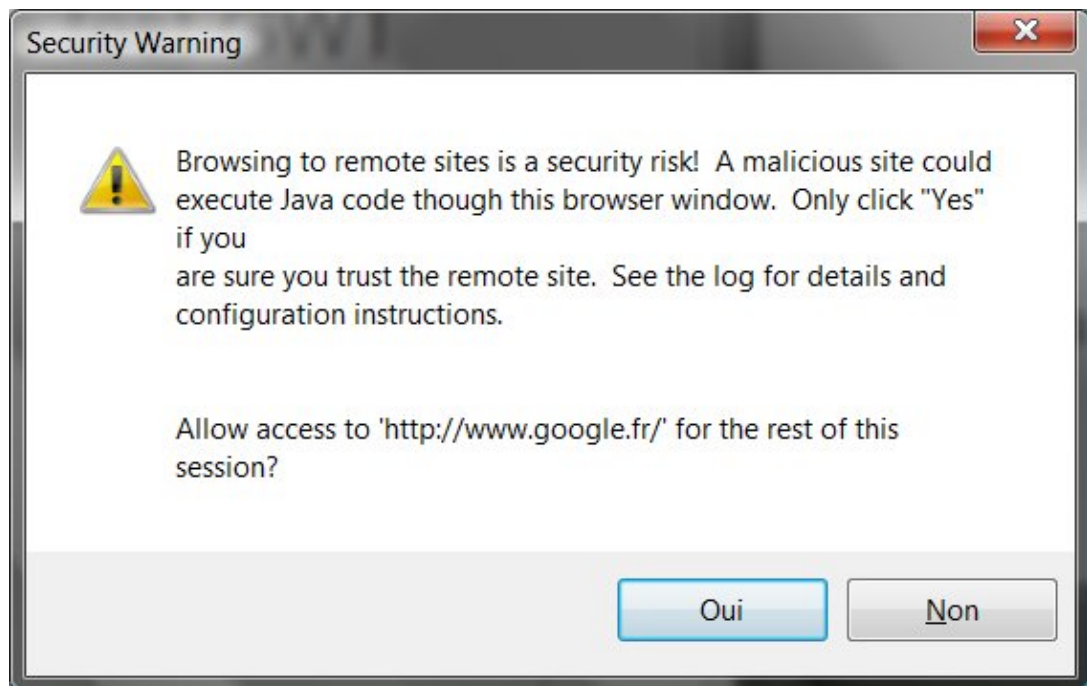 Security Warning
Browsing to remote sites is a security risk!  A malicious site could
execute Java code though this browser window.  Only click "Yes"
if you
are sure you trust the remote site.  See the log for details and
configuration instructions.
Allow access to 'http://www.google.fr/' for the rest of this
session?
Oui
Non